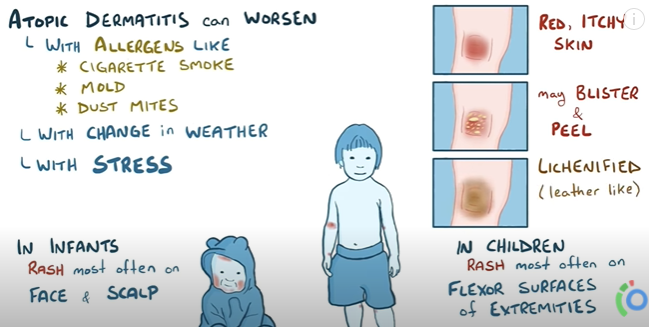 ATOPIC DERMATITIS can WORSEN
WITH ALLERGENS LIKE
* CIGARETTE SMOKE
* MOLD
* DUST MITES
WITH CHANGE in WEATHER
WITH STRESS
RED, ITCHY
SKIN
may BLISTER
&
PEEL
LICHENIFIED
(leather like)
IN INFANTS
RASH most often on
FACE & SCALP
IN CHILDREN
RASH most often on
FLEXOR SURFACES
of EXTREMITIES